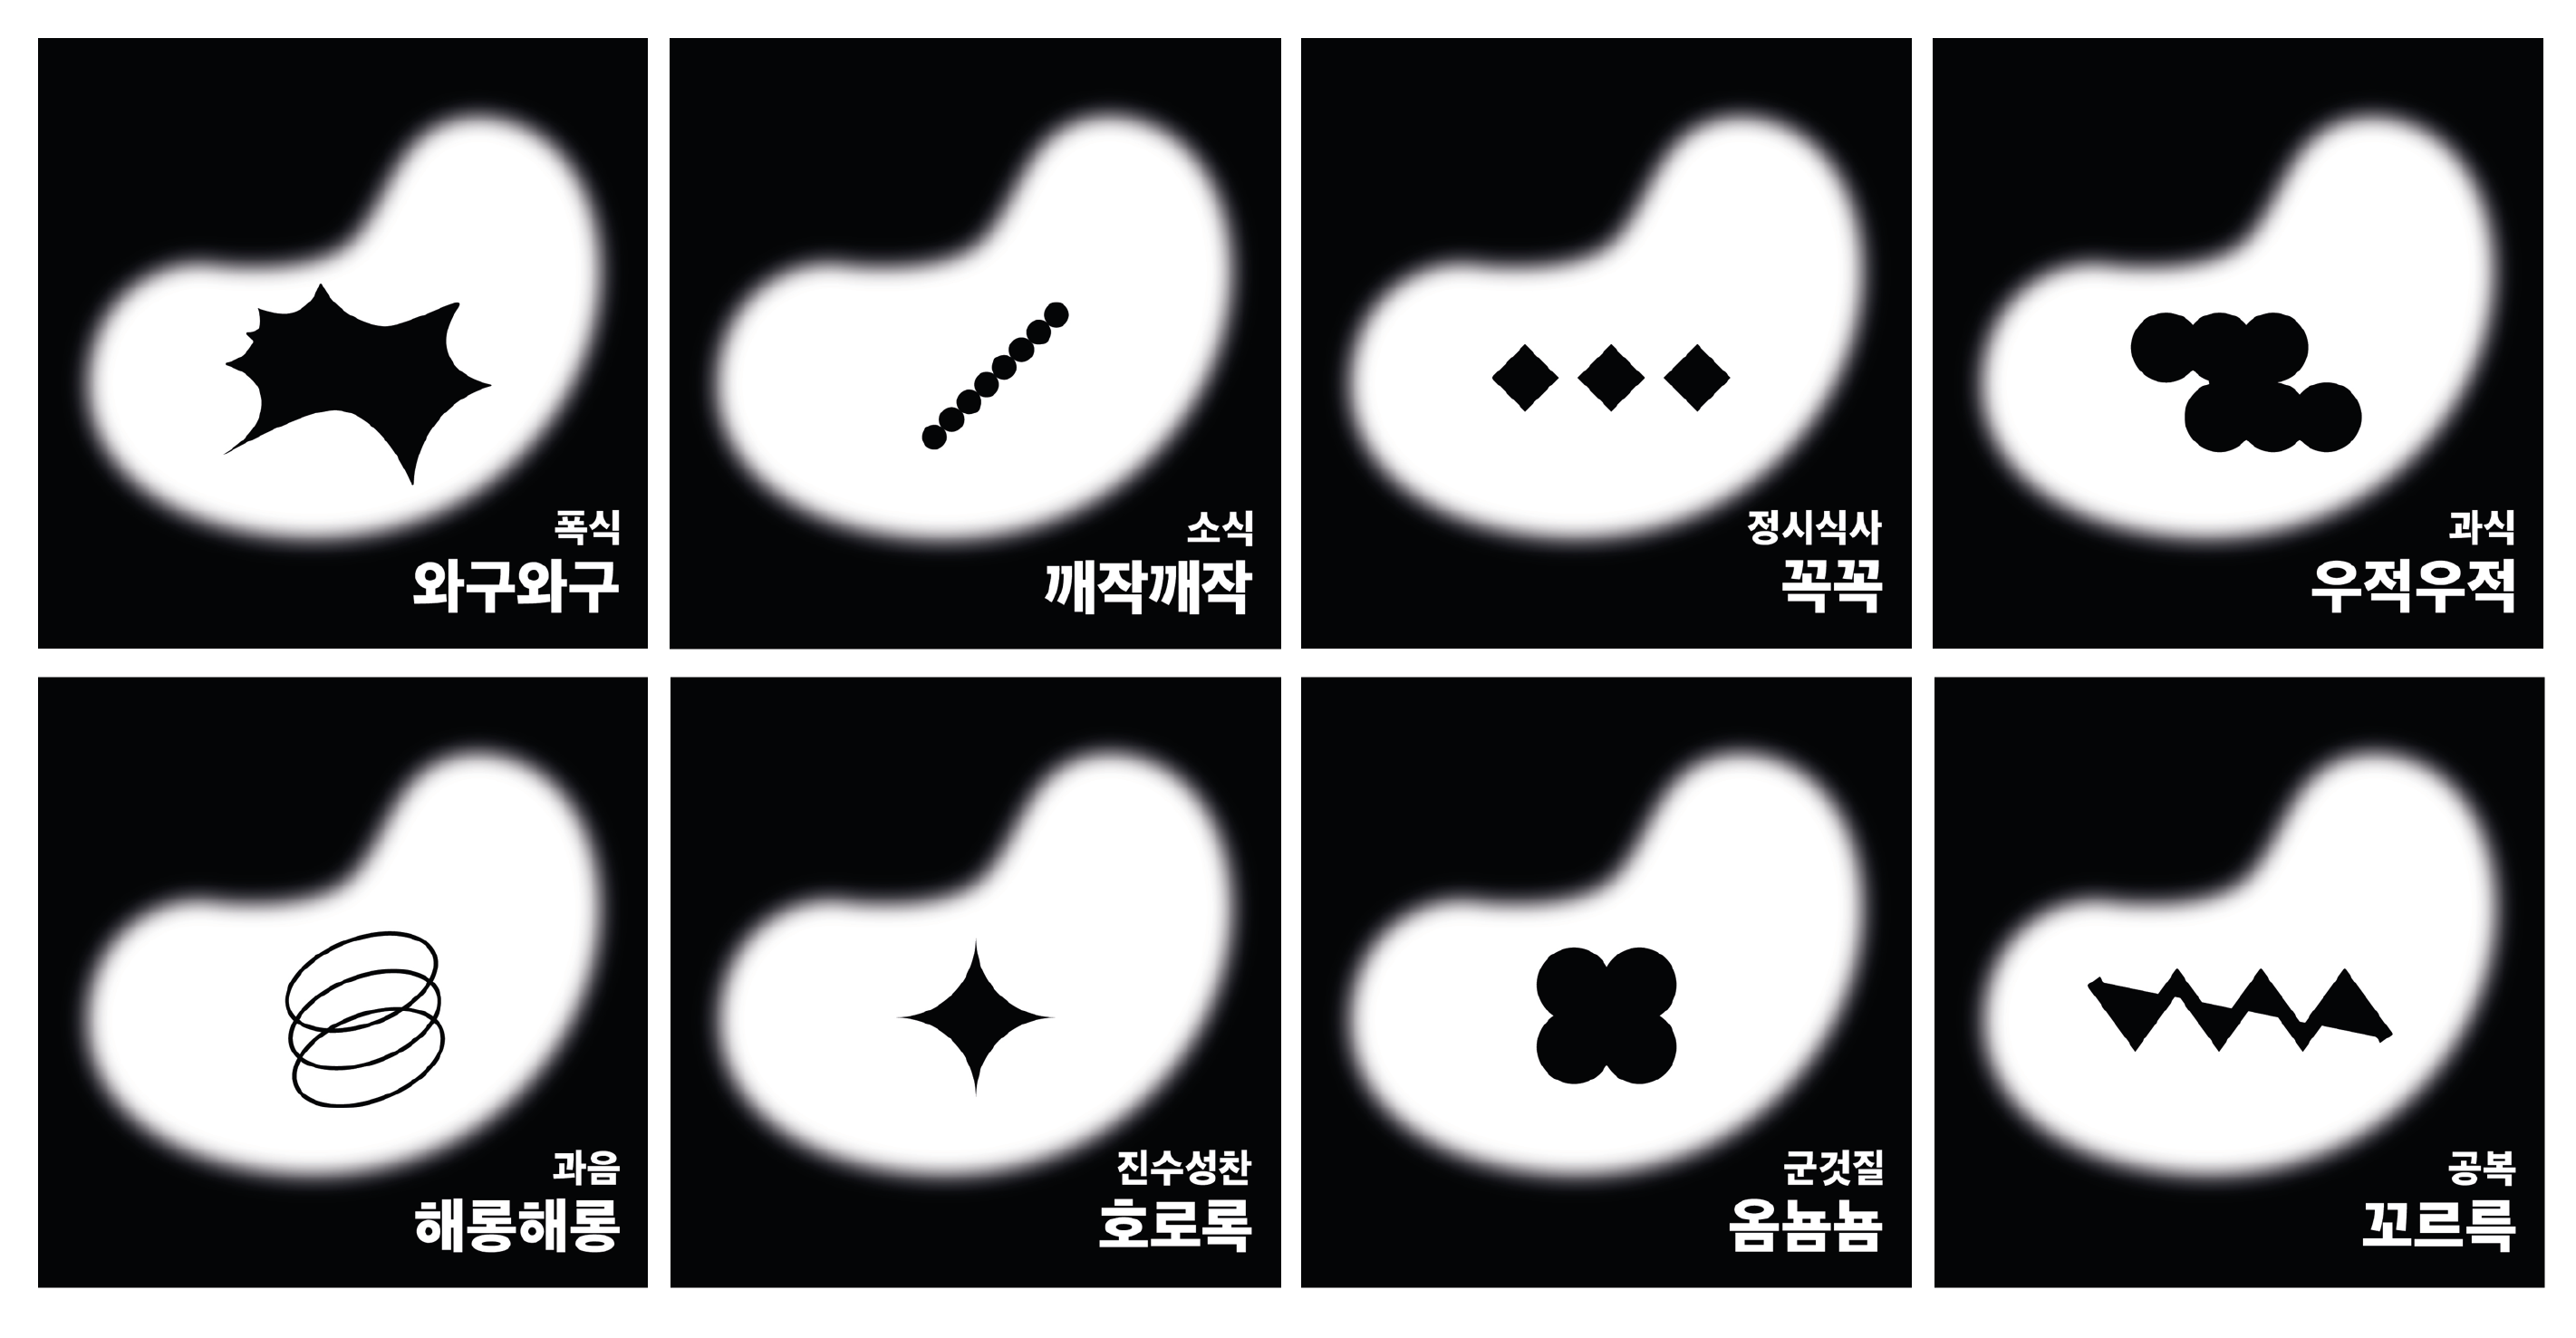 폭식
와구와구
소식
깨작깨작
정시식사
꼭꼭
과식
우적우적
과음
해롱해롱
진수성찬
호로록
군것질
옴뇸뇸
공복
꼬르륵